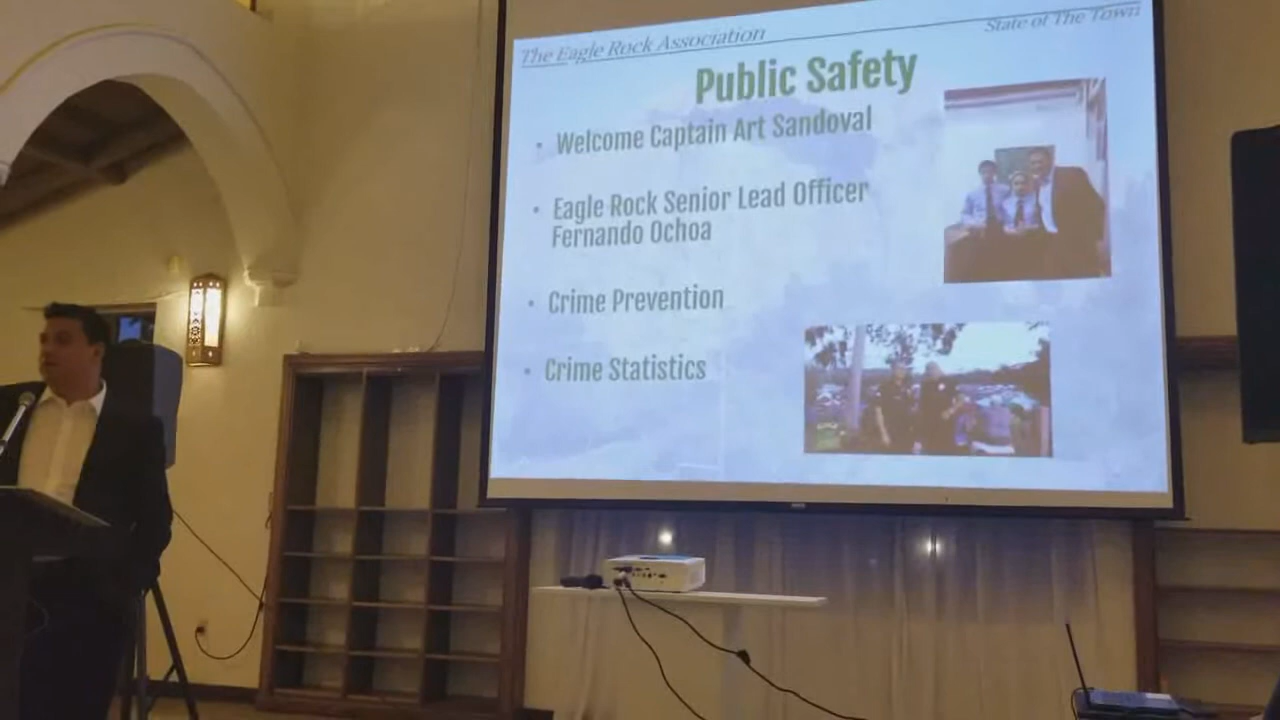 The Eagle Rock Association
State of The Town
Public Safety
• Welcome Captain Art Sandoval
• Eagle Rock Senior Lead Officer
Fernando Ochoa
• Crime Prevention
• Crime Statistics